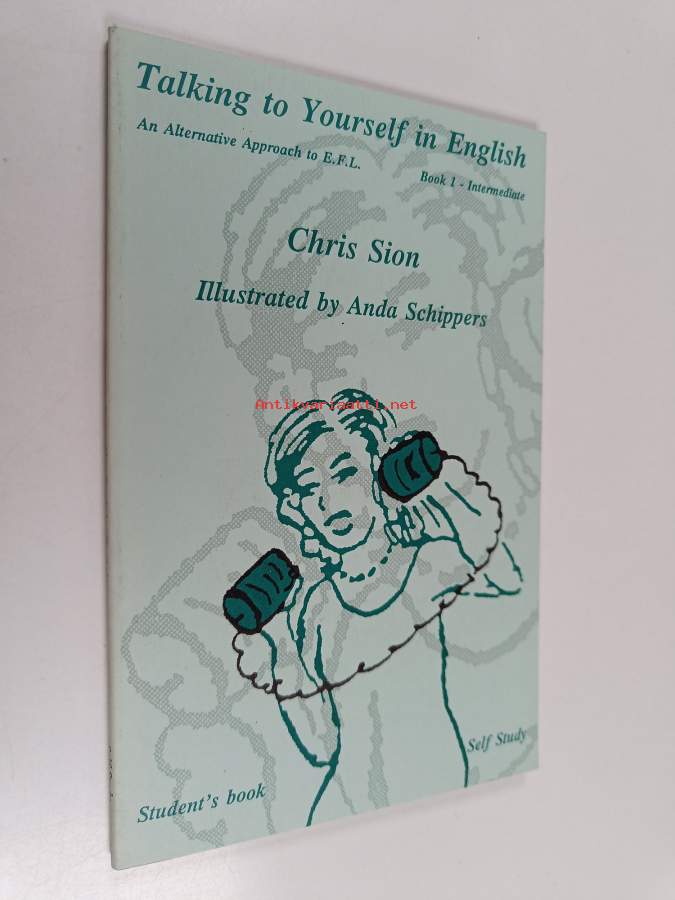 Talking to Yourself in English
An Alternative Approach to E.F.L.
Book 1 - Intermediate
Chris Sion
Illustrated by Anda Schippers
Antikvariaatti.net
Self Study
Student's book